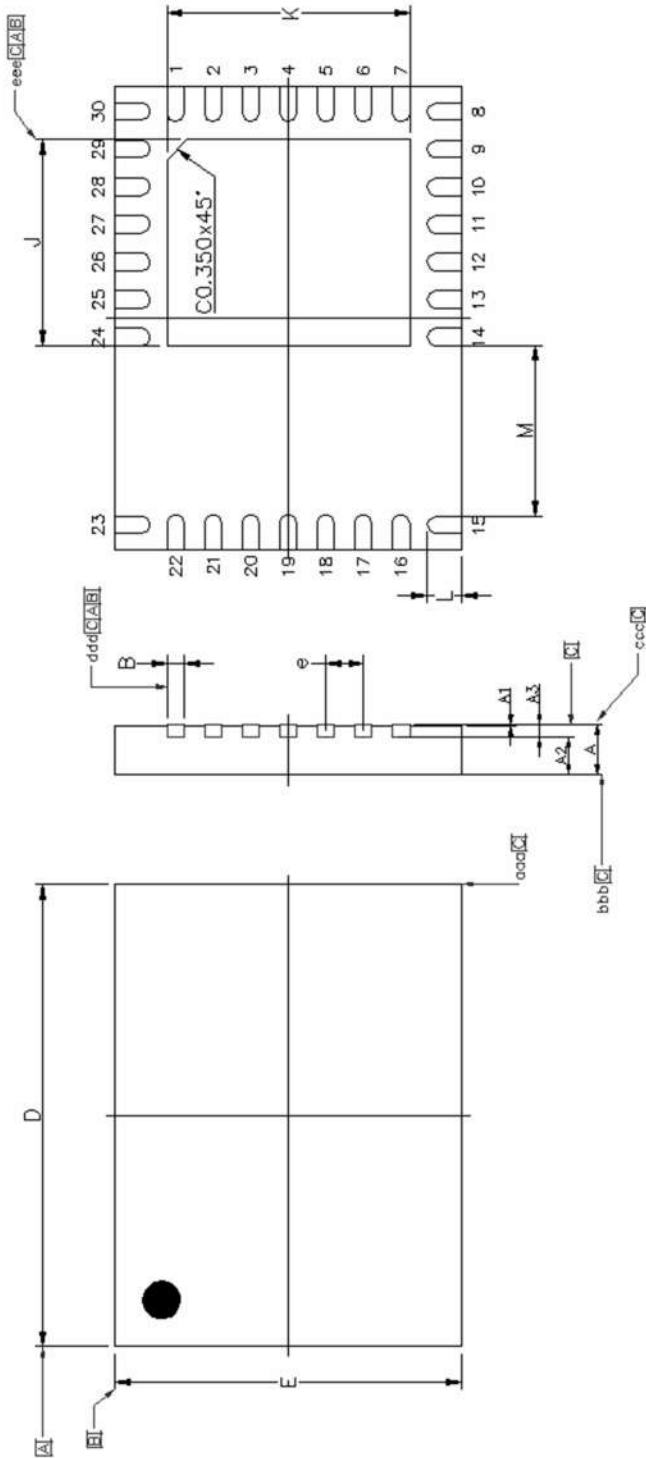 eee C A B
K
J
1 2 3 4 5 6 7
30
29
28
27
26
25
24
8
9
10
11
12
13
14
C0.350x45°
M
23
15
22
21
20
19
18
17
16
L
ddd C A B
B
e
A1
A3
C
ccc C
A2
A
bbb C
aaa C
D
E
A
B